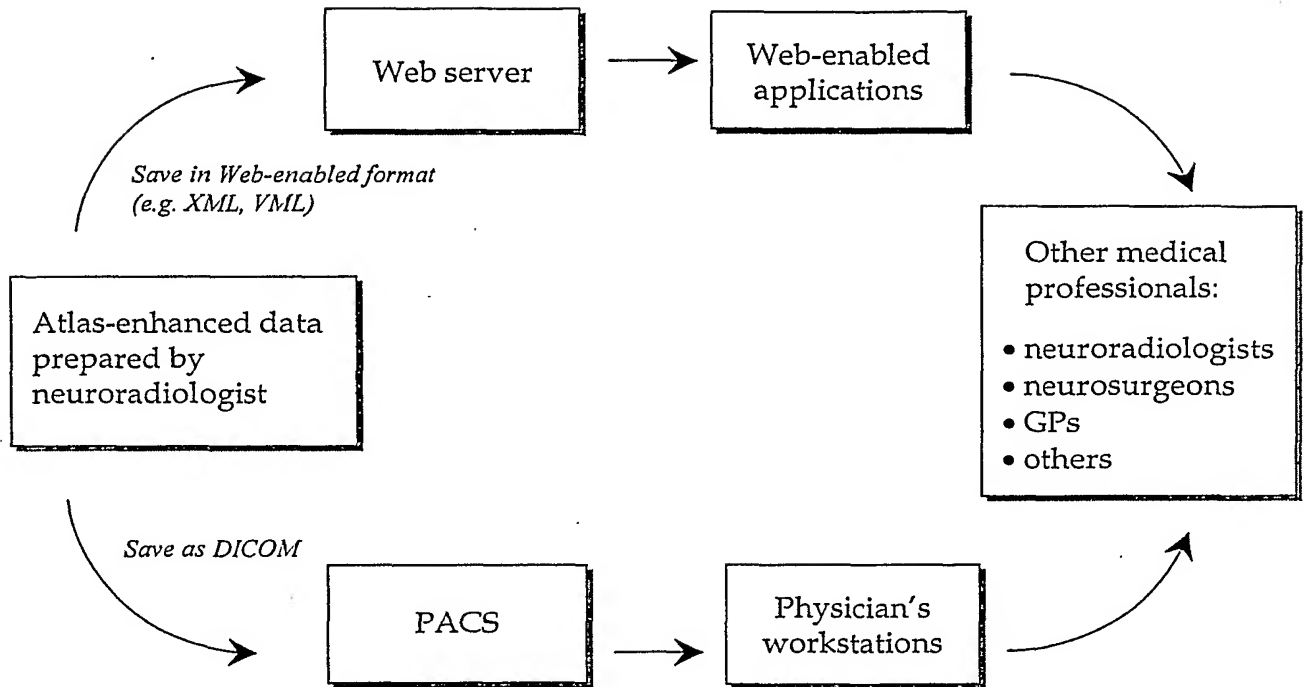 Web server
Web-enabled
applications
Save in Web-enabled format
(e.g. XML, VML)
Atlas-enhanced data
prepared by
neuroradiologist
Other medical
professionals:
• neuroradiologists
• neurosurgeons
• GPs
• others
Save as DICOM
PACS
Physician's
workstations